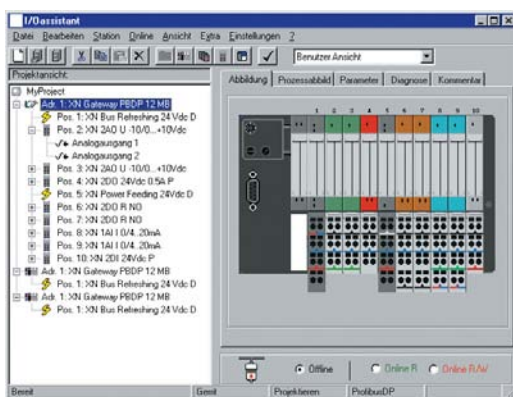 I/Oassistant
Datei Bearbeiten Station Online Ansicht Extra Einstellungen ?
Benutzer Ansicht
Projektansicht:
Abbildung Prozessabbild Parameter Diagnose Kommentar
MyProject
Adr. 1: XN Gateway PBDP 12 MB
Pos. 1: XN Bus Refreshing 24 Vdc D
Pos. 2: XN 2AO U -10/0...+10Vdc
Analogausgang 1
Analogausgang 2
Pos. 3: XN 2AO U -10/0...+10Vdc
Pos. 4: XN 2DO 24Vdc 0.5A P
Pos. 5: XN Power Feeding 24Vdc D
Pos. 6: XN 2DO R NO
Pos. 7: XN 2DO R NO
Pos. 8: XN 1AI I 0/4..20mA
Pos. 9: XN 1AI I 0/4..20mA
Pos. 10: XN 2DI 24Vdc P
Adr. 1: XN Gateway PBDP 12 MB
Pos. 1: XN Bus Refreshing 24 Vdc D
Adr. 1: XN Gateway PBDP 12 MB
Pos. 1: XN Bus Refreshing 24 Vdc D
1 2 3 4 5 6 7 8 9 10
Offline Online R Online R/W
Bereit Gerät Projektieren ProfibusDP